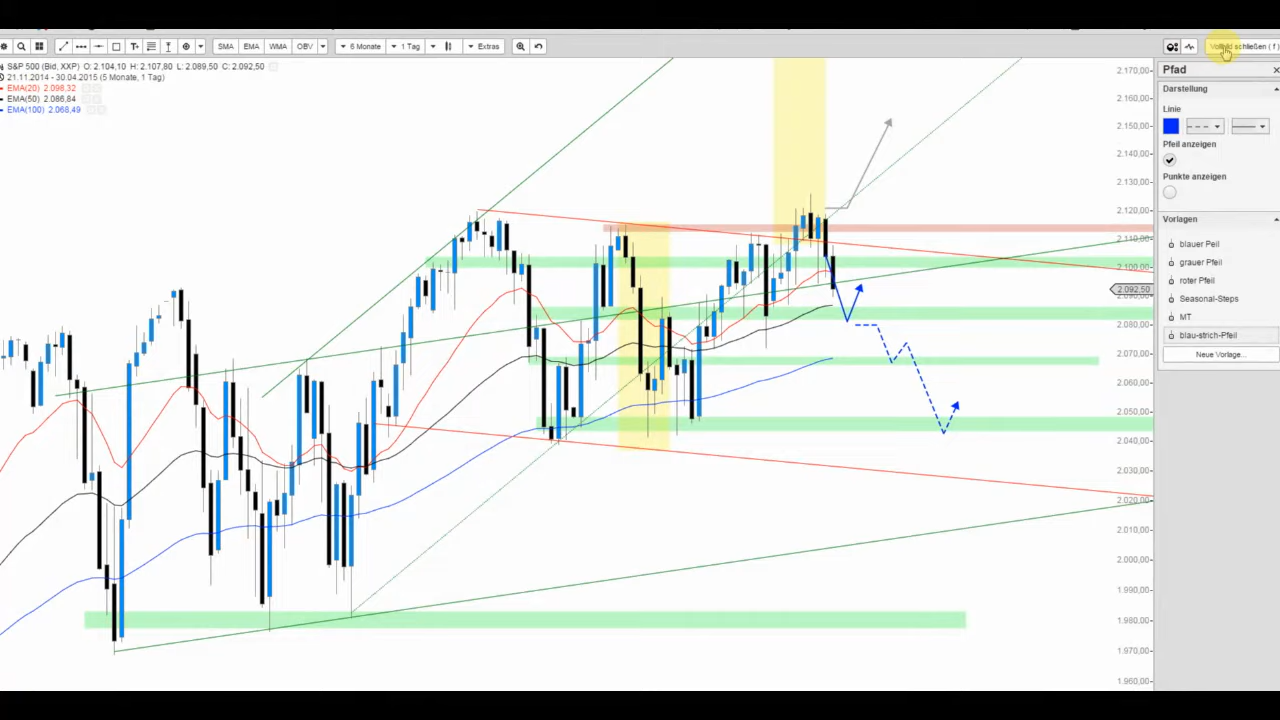 SMA EMA WMA OBV 6 Monate 1 Tag Extras
S&P 500 (Bid, XXP) O: 2.104,10 H: 2.107,80 L: 2.089,50 C: 2.092,50
21.11.2014 - 30.04.2015 (5 Monate, 1 Tag)
EMA(20) 2.098,32
EMA(50) 2.086,84
EMA(100) 2.068,49
2.170,00
2.160,00
2.150,00
2.140,00
2.130,00
2.120,00
2.110,00
2.100,00
2.092,50
2.080,00
2.070,00
2.060,00
2.050,00
2.040,00
2.030,00
2.020,00
2.010,00
2.000,00
1.990,00
1.980,00
1.970,00
1.960,00
schließen ( f )
Pfad
Darstellung
Linie
Pfeil anzeigen
Punkte anzeigen
Vorlagen
blauer Peil
grauer Pfeil
roter Pfeil
Seasonal-Steps
MT
blau-strich-Pfeil
Neue Vorlage...